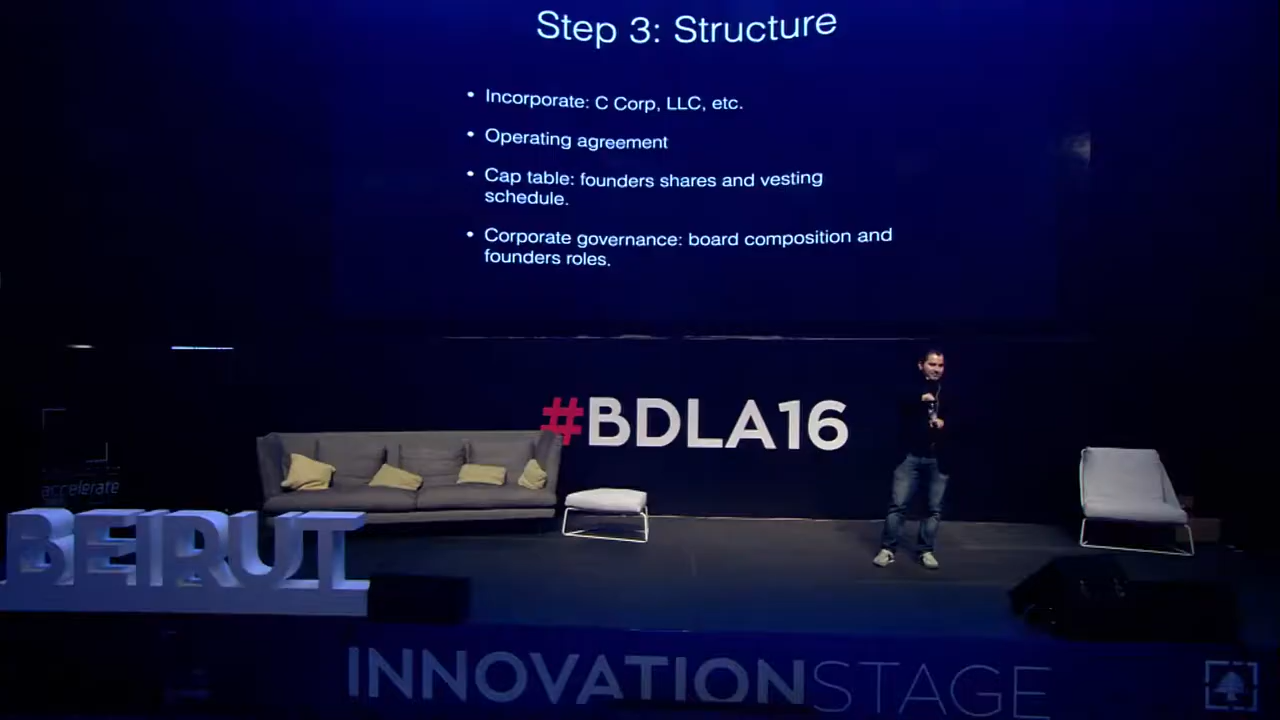 Step 3: Structure
• Incorporate: C Corp, LLC, etc.
• Operating agreement
• Cap table: founders shares and vesting
schedule.
• Corporate governance: board composition and
founders roles.
#BDLA16
accelerate
BEIRUT
INNOVATIONSTAGE